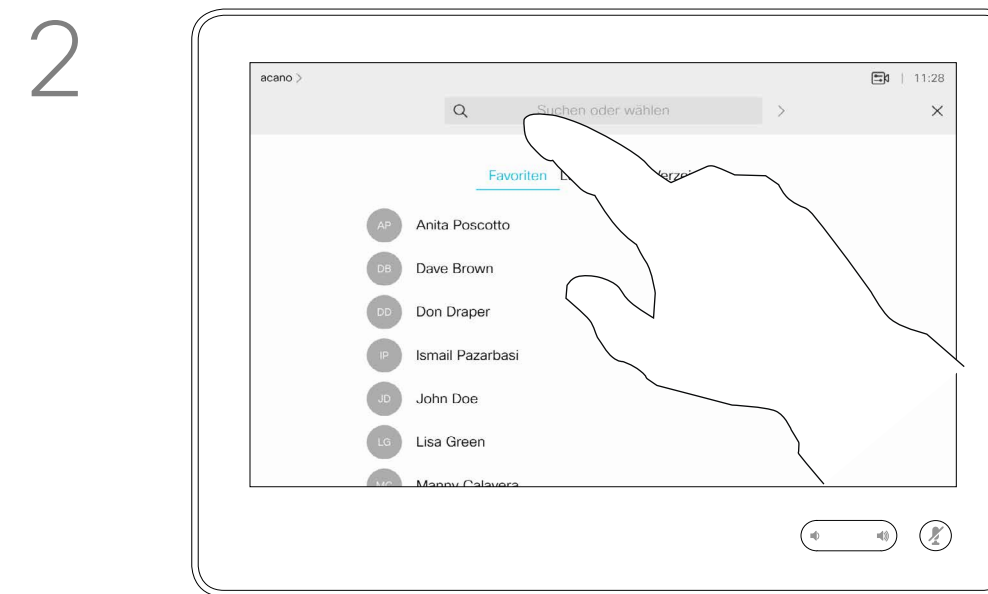 2
acano >
11:28
Suchen oder wählen >
Favoriten
AP Anita Poscotto
DB Dave Brown
DD Don Draper
IP Ismail Pazarbasi
JD John Doe
LG Lisa Green
Manny Calavera